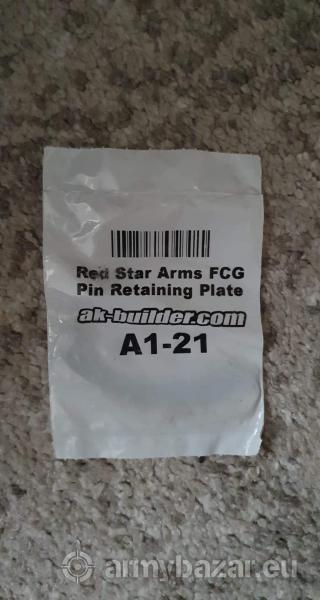 Red Star Arms FCG
Pin Retaining Plate
ak-builder.com
A1-21
armybazar.eu